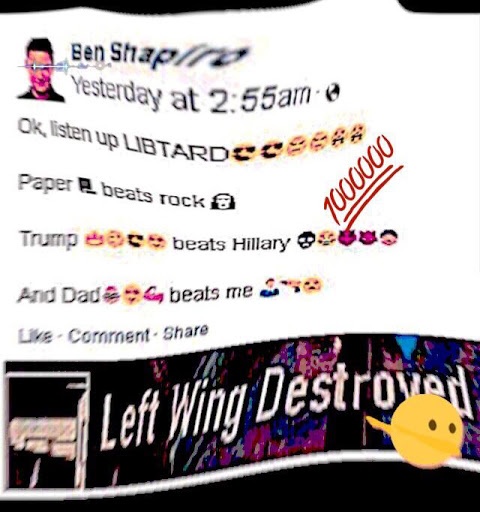 Ben Shapiro
Yesterday at 2:55am ·
Ok, listen up LIBTARD😎😎😡😡😤😤
Paper beats rock
1000000
Trump beats Hillary
And Dad beats me
Like · Comment · Share
Left Wing Destroyed